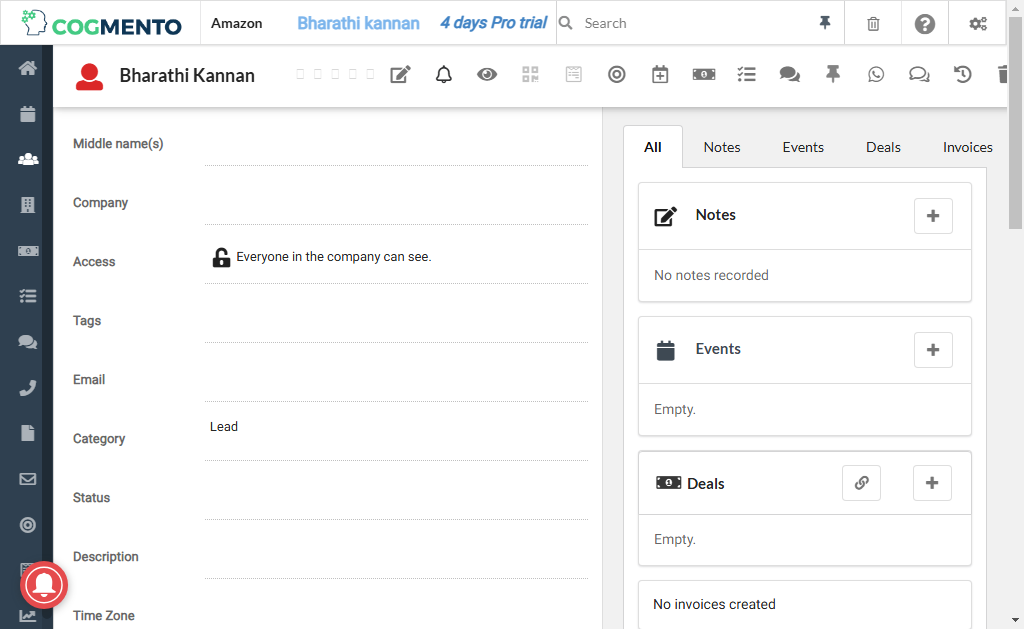 COGMENTO
Amazon
Bharathi kannan
4 days Pro trial
Search
Bharathi Kannan
Middle name(s)
Company
Access
Everyone in the company can see.
Tags
Email
Category
Lead
Status
Description
Time Zone
All
Notes
Events
Deals
Invoices
Notes
No notes recorded
Events
Empty.
Deals
Empty.
No invoices created